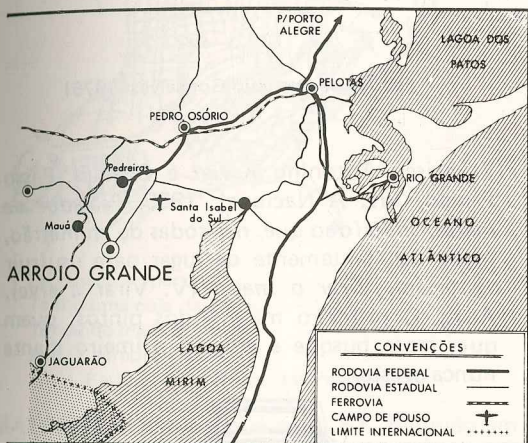 P/PORTO
ALEGRE
LAGOA DOS
PATOS
PELOTAS
PEDRO OSÓRIO
Pedreiras
RIO GRANDE
Santa Isabel
do Sul
Mauá
OCEANO
ATLÂNTICO
ARROIO GRANDE
LAGOA
MIRIM
JAGUARÃO
CONVENÇÕES
RODOVIA FEDERAL
RODOVIA ESTADUAL
FERROVIA
CAMPO DE POUSO
LIMITE INTERNACIONAL